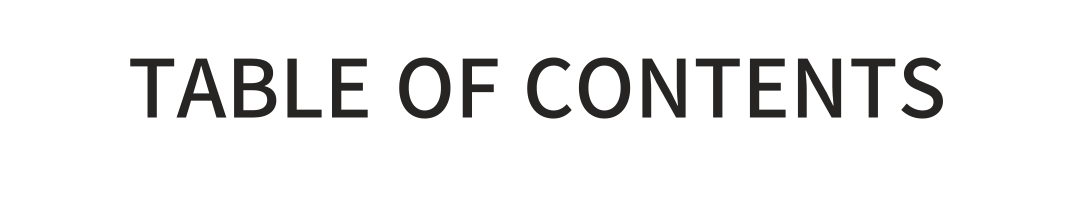 TABLE OF CONTENTS